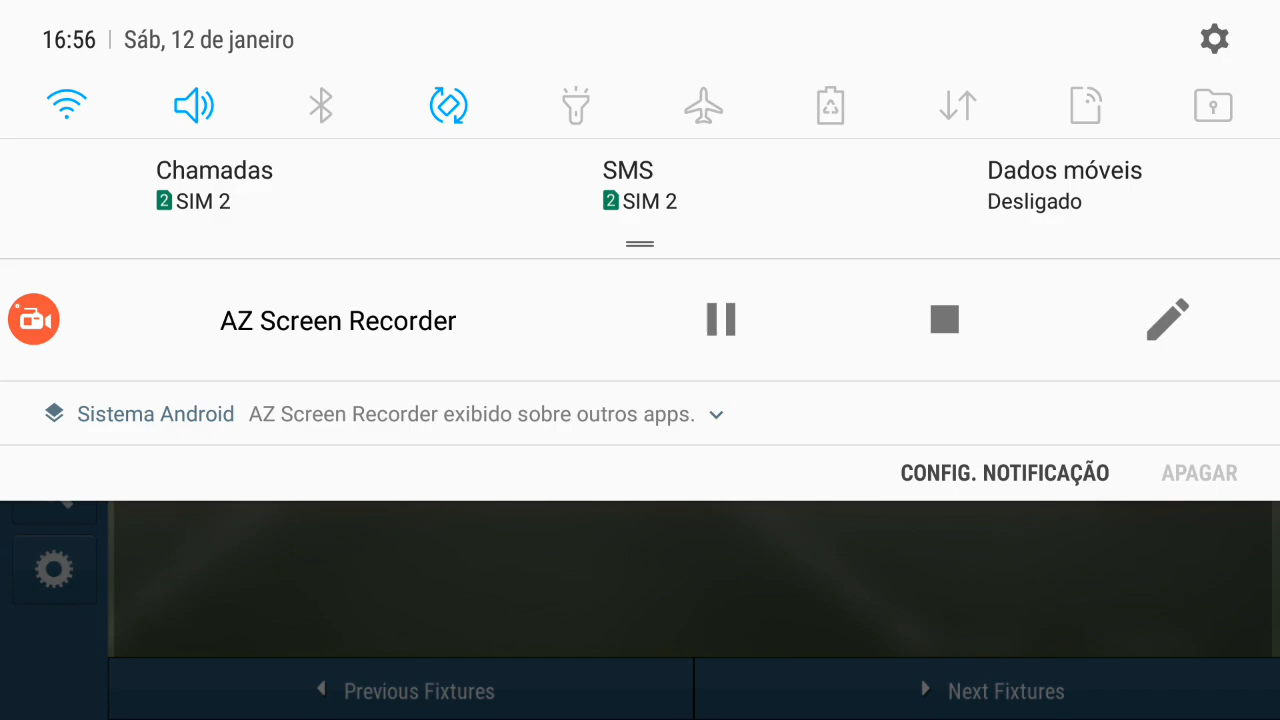 16:56 | Sáb, 12 de janeiro
Chamadas SMS Dados móveis
2 SIM 2 2 SIM 2 Desligado
AZ Screen Recorder
Sistema Android AZ Screen Recorder exibido sobre outros apps.
CONFIG. NOTIFICAÇÃO APAGAR
Previous Fixtures Next Fixtures